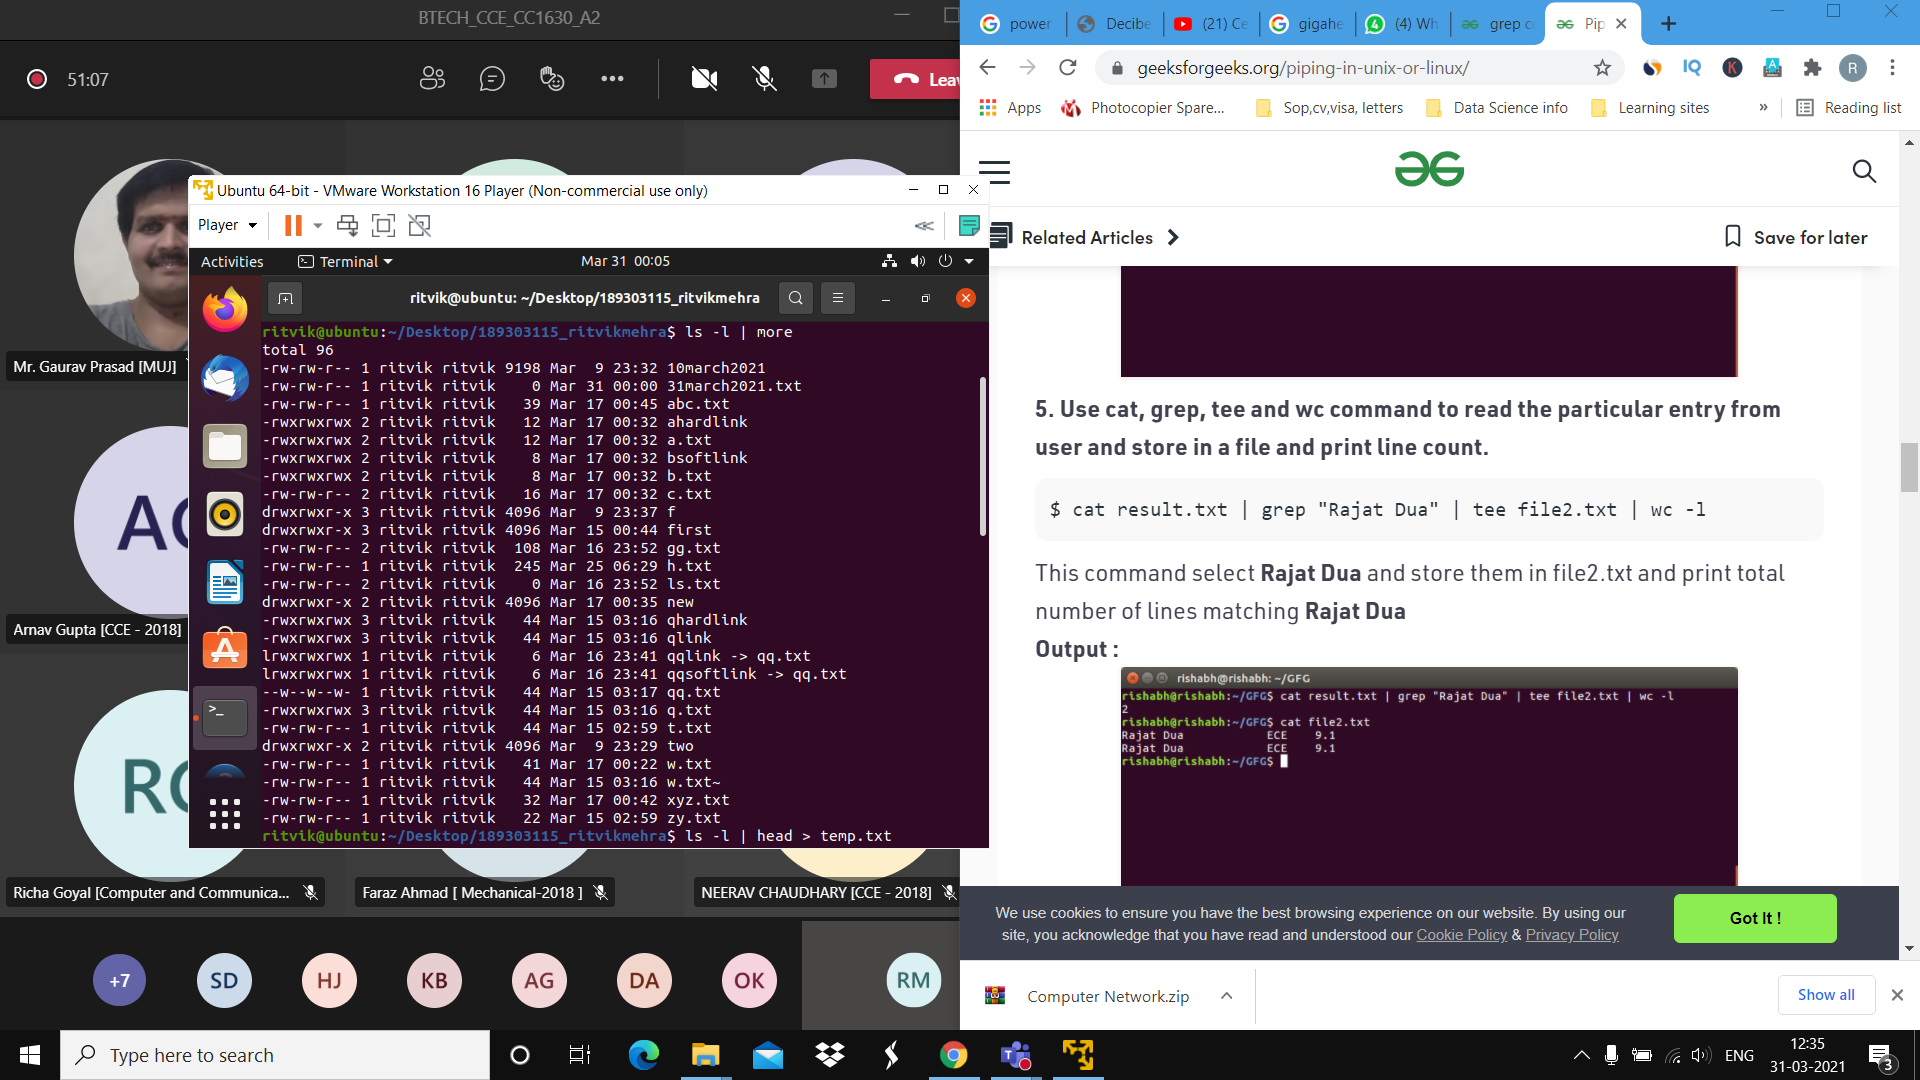 BTECH_CCE_CC1630_A2
51:07
Leav
Mr. Gaurav Prasad [MUJ]
Arnav Gupta [CCE - 2018]
Richa Goyal [Computer and Communica...
Faraz Ahmad [ Mechanical-2018 ]
NEERAV CHAUDHARY [CCE - 2018]
+7
SD
HJ
KB
AG
DA
OK
RM
Ubuntu 64-bit - VMware Workstation 16 Player (Non-commercial use only)
Player
Activities
Terminal
Mar 31 00:05
ritvik@ubuntu: ~/Desktop/189303115_ritvikmehra
ritvik@ubuntu:~/Desktop/189303115_ritvikmehra$ ls -l | more
total 96
-rw-rw-r-- 1 ritvik ritvik 9198 Mar  9 23:32 10march2021
-rw-rw-r-- 1 ritvik ritvik    0 Mar 31 00:00 31march2021.txt
-rw-rw-r-- 1 ritvik ritvik   39 Mar 17 00:45 abc.txt
-rwxrwxrwx 2 ritvik ritvik   12 Mar 17 00:32 ahardlink
-rwxrwxrwx 2 ritvik ritvik   12 Mar 17 00:32 a.txt
-rwxrwxrwx 2 ritvik ritvik    8 Mar 17 00:32 bsoftlink
-rwxrwxrwx 2 ritvik ritvik    8 Mar 17 00:32 b.txt
-rw-rw-r-- 2 ritvik ritvik   16 Mar 17 00:32 c.txt
drwxrwxr-x 3 ritvik ritvik 4096 Mar  9 23:37 f
drwxrwxr-x 3 ritvik ritvik 4096 Mar 15 00:44 first
-rw-rw-r-- 2 ritvik ritvik  108 Mar 16 23:52 gg.txt
-rw-rw-r-- 1 ritvik ritvik  245 Mar 25 06:29 h.txt
-rw-rw-r-- 2 ritvik ritvik    0 Mar 16 23:52 ls.txt
drwxrwxr-x 2 ritvik ritvik 4096 Mar 17 00:35 new
-rwxrwxrwx 3 ritvik ritvik   44 Mar 15 03:16 qhardlink
-rwxrwxrwx 3 ritvik ritvik   44 Mar 15 03:16 qlink
lrwxrwxrwx 1 ritvik ritvik    6 Mar 16 23:41 qqlink -> qq.txt
lrwxrwxrwx 1 ritvik ritvik    6 Mar 16 23:41 qqsoftlink -> qq.txt
--w--w--w- 1 ritvik ritvik   44 Mar 15 03:17 qq.txt
-rwxrwxrwx 3 ritvik ritvik   44 Mar 15 03:16 q.txt
-rw-rw-r-- 1 ritvik ritvik   44 Mar 15 02:59 t.txt
drwxrwxr-x 2 ritvik ritvik 4096 Mar  9 23:29 two
-rw-rw-r-- 1 ritvik ritvik   41 Mar 17 00:22 w.txt
-rw-rw-r-- 1 ritvik ritvik   44 Mar 15 03:16 w.txt~
-rw-rw-r-- 1 ritvik ritvik   32 Mar 17 00:42 xyz.txt
-rw-rw-r-- 1 ritvik ritvik   22 Mar 15 02:59 zy.txt
ritvik@ubuntu:~/Desktop/189303115_ritvikmehra$ ls -l | head > temp.txt
power
Decibe
(21) Ce
gigahe
(4) Wh
grep c
Pip
geeksforgeeks.org/piping-in-unix-or-linux/
Apps
Photocopier Spare...
Sop,cv,visa, letters
Data Science info
Learning sites
»
Reading list
Related Articles
Save for later
5. Use cat, grep, tee and wc command to read the particular entry from
user and store in a file and print line count.
$ cat result.txt | grep "Rajat Dua" | tee file2.txt | wc -l
This command select Rajat Dua and store them in file2.txt and print total
number of lines matching Rajat Dua
Output :
rishabh@rishabh: ~/GFG
rishabh@rishabh:~/GFG$ cat result.txt | grep "Rajat Dua" | tee file2.txt | wc -l
2
rishabh@rishabh:~/GFG$ cat file2.txt
Rajat Dua ECE 9.1
Rajat Dua ECE 9.1
rishabh@rishabh:~/GFG$
We use cookies to ensure you have the best browsing experience on our website. By using our
site, you acknowledge that you have read and understood our Cookie Policy & Privacy Policy
Got It !
Computer Network.zip
Show all
Type here to search
ENG
12:35
31-03-2021
3